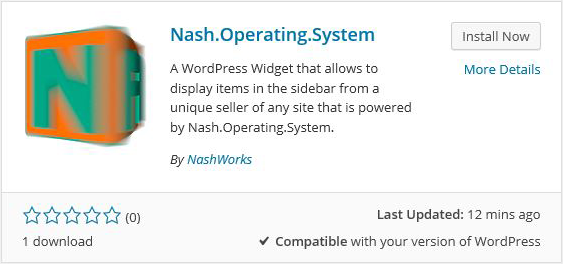 Nash.Operating.System
Install Now
A WordPress Widget that allows to
More Details
display items in the sidebar from a
unique seller of any site that is powered
by Nash.Operating.System.
By NashWorks
(0)
Last Updated: 12 mins ago
1 download
Compatible with your version of WordPress